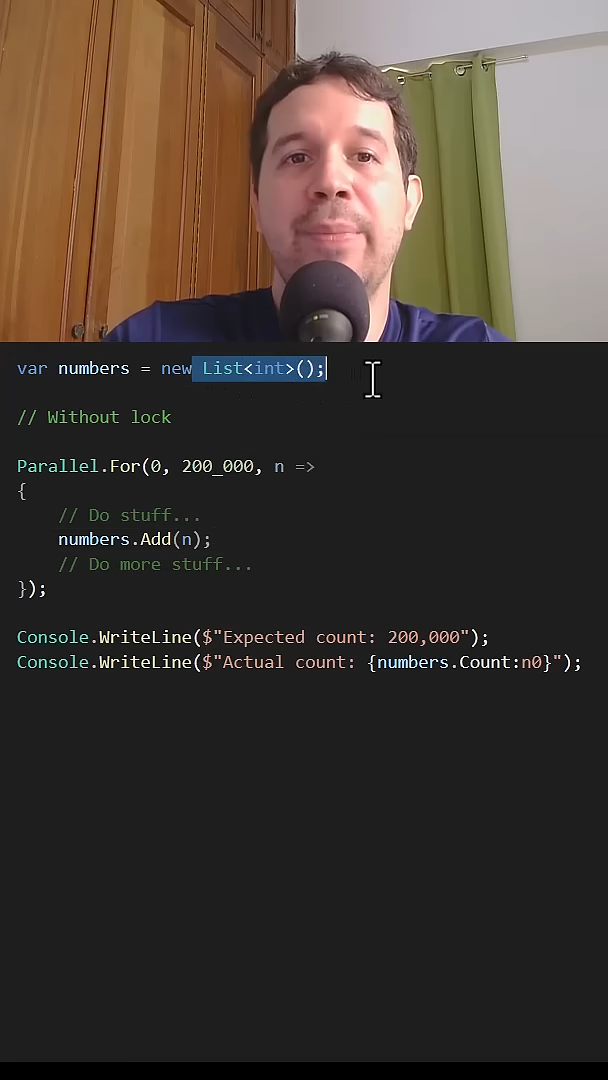 var numbers = new List<int>();
// Without lock
Parallel.For(0, 200_000, n =>
{
    // Do stuff...
    numbers.Add(n);
    // Do more stuff...
});
Console.WriteLine($"Expected count: 200,000");
Console.WriteLine($"Actual count: {numbers.Count:n0}");